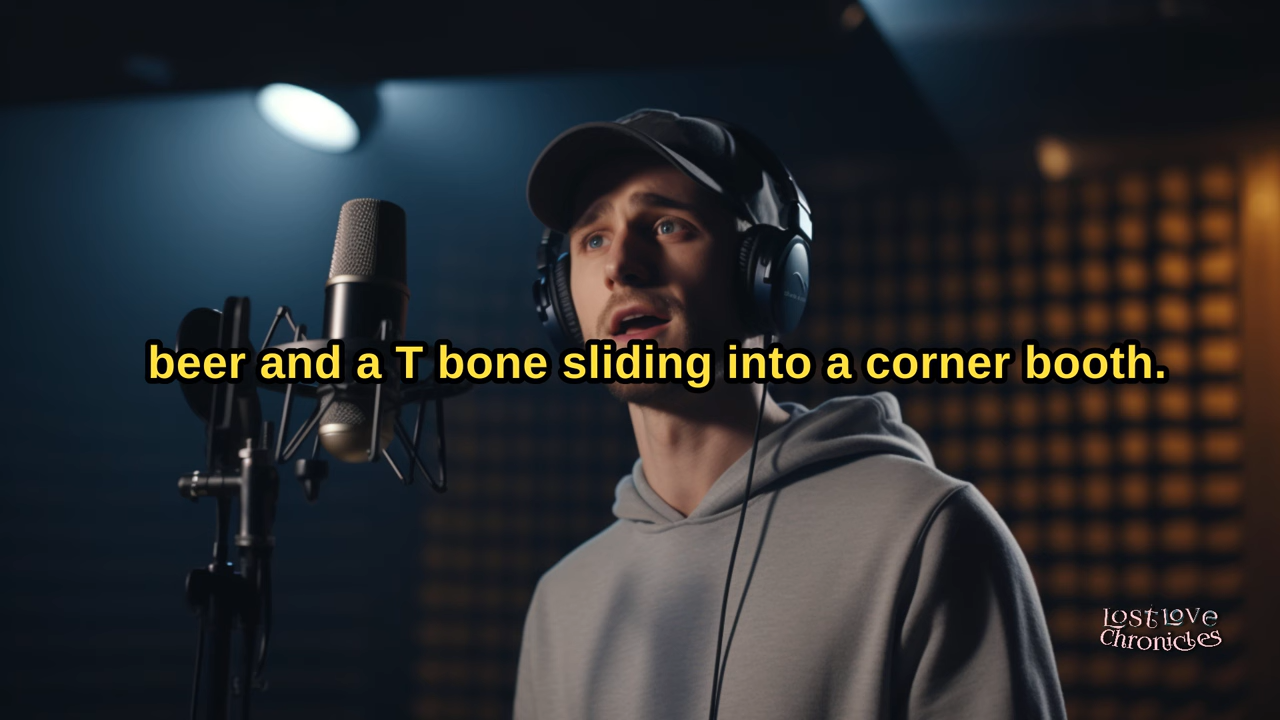 beer and a T bone sliding into a corner booth.
Lost Love
Chronicles